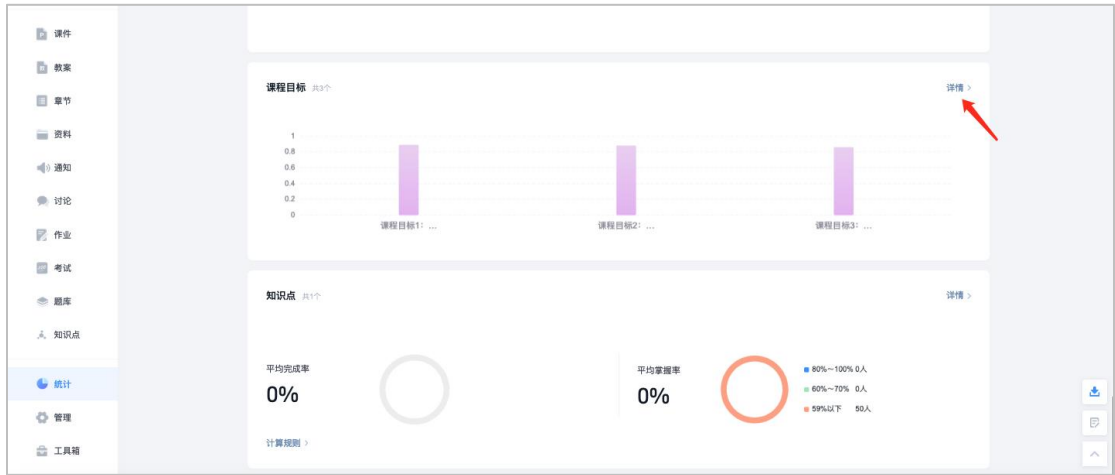 课件
教案
章节
资料
通知
讨论
作业
考试
题库
知识点
统计
管理
工具箱
课程目标 共3个
详情 >
1
0.8
0.6
0.4
0.2
0
课程目标1: ...
课程目标2: ...
课程目标3: ...
知识点 共1个
详情 >
平均完成率
0%
平均掌握率
0%
80%～100% 0人
60%～70% 0人
59%以下 50人
计算规则 >